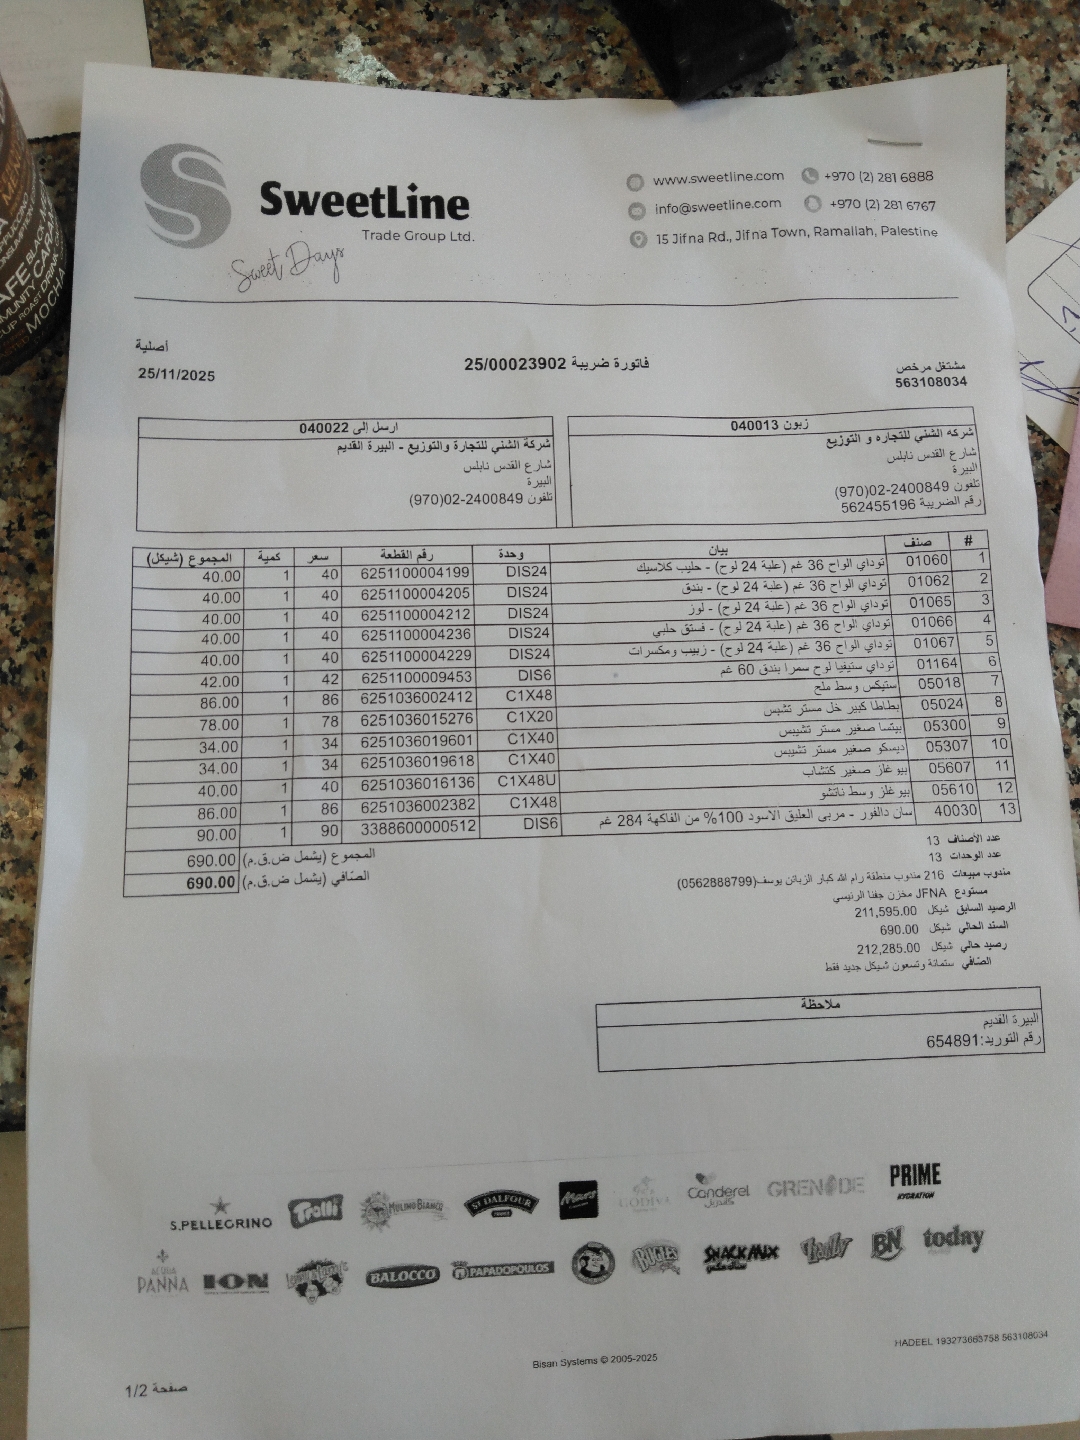 SweetLine
Trade Group Ltd.
Sweet Days
www.sweetline.com +970 (2) 281 6888
info@sweetline.com +970 (2) 281 6767
15 Jifna Rd., Jifna Town, Ramallah, Palestine
أصلية
25/11/2025
فاتورة ضريبة 25/00023902
مشتغل مرخص
563108034
زبون 040013
شركه الشني للتجاره و التوزيع
شارع القدس نابلس
البيرة
تلفون 02-2400849(970)
رقم الضريبة 562455196
ارسل إلى 040022
شركة الشني للتجارة والتوزيع - البيرة القديم
شارع القدس نابلس
البيرة
تلفون 02-2400849(970)
# صنف بيان وحدة رقم القطعة سعر كمية المجموع (شيكل)
1 01060 توداي الواح 36 غم (علبة 24 لوح) - حليب كلاسيك DIS24 6251100004199 40 1 40.00
2 01062 توداي الواح 36 غم (علبة 24 لوح) - بندق DIS24 6251100004205 40 1 40.00
3 01065 توداي الواح 36 غم (علبة 24 لوح) - لوز DIS24 6251100004212 40 1 40.00
4 01066 توداي الواح 36 غم (علبة 24 لوح) - فستق حلبي DIS24 6251100004236 40 1 40.00
5 01067 توداي الواح 36 غم (علبة 24 لوح) - زبيب ومكسرات DIS24 6251100004229 40 1 40.00
6 01164 توداي ستيفيا لوح سمرا بندق 60 غم DIS6 6251100009453 42 1 42.00
7 05018 ستيكس وسط ملح C1X48 6251036002412 86 1 86.00
8 05024 بطاطا كبير خل مستر تشبس C1X20 6251036015276 78 1 78.00
9 05300 بيتسا صغير مستر تشيبس C1X40 6251036019601 34 1 34.00
10 05307 ديسكو صغير مستر تشيبس C1X40 6251036019618 34 1 34.00
11 05607 بيوغلز صغير كتشاب C1X48U 6251036016136 40 1 40.00
12 05610 بيوغلز وسط ناتشو C1X48 6251036002382 86 1 86.00
13 40030 سان دالفور - مربى العليق الاسود 100% من الفاكهة 284 غم DIS6 3388600000512 90 1 90.00
المجموع (يشمل ض.ق.م) 690.00
الصافي (يشمل ض.ق.م) 690.00
عدد الأصناف 13
عدد الوحدات 13
مندوب مبيعات 216 مندوب منطقة رام الله كبار الزبائن يوسف(0562888799)
مستودع JFNA مخزن جفنا الرئيسي
الرصيد السابق شيكل 211,595.00
السند الحالي شيكل 690.00
رصيد حالي شيكل 212,285.00
الصافي ستمائة وتسعون شيكل جديد فقط
ملاحظة
البيرة القديم
رقم التوريد:654891
S.PELLEGRINO Trolli MULINO BIANCO ST DALFOUR FRANCE Mars GODIVA Canderel كانديريل GRENADE PRIME HYDRATION
ACQUA PANNA ION BALOCCO PAPADOPOULOS BUGLES SNACK MIX BN today
HADEEL 193273663758 563108034
Bisan Systems © 2005-2025
صفحة 1/2
MOCHA